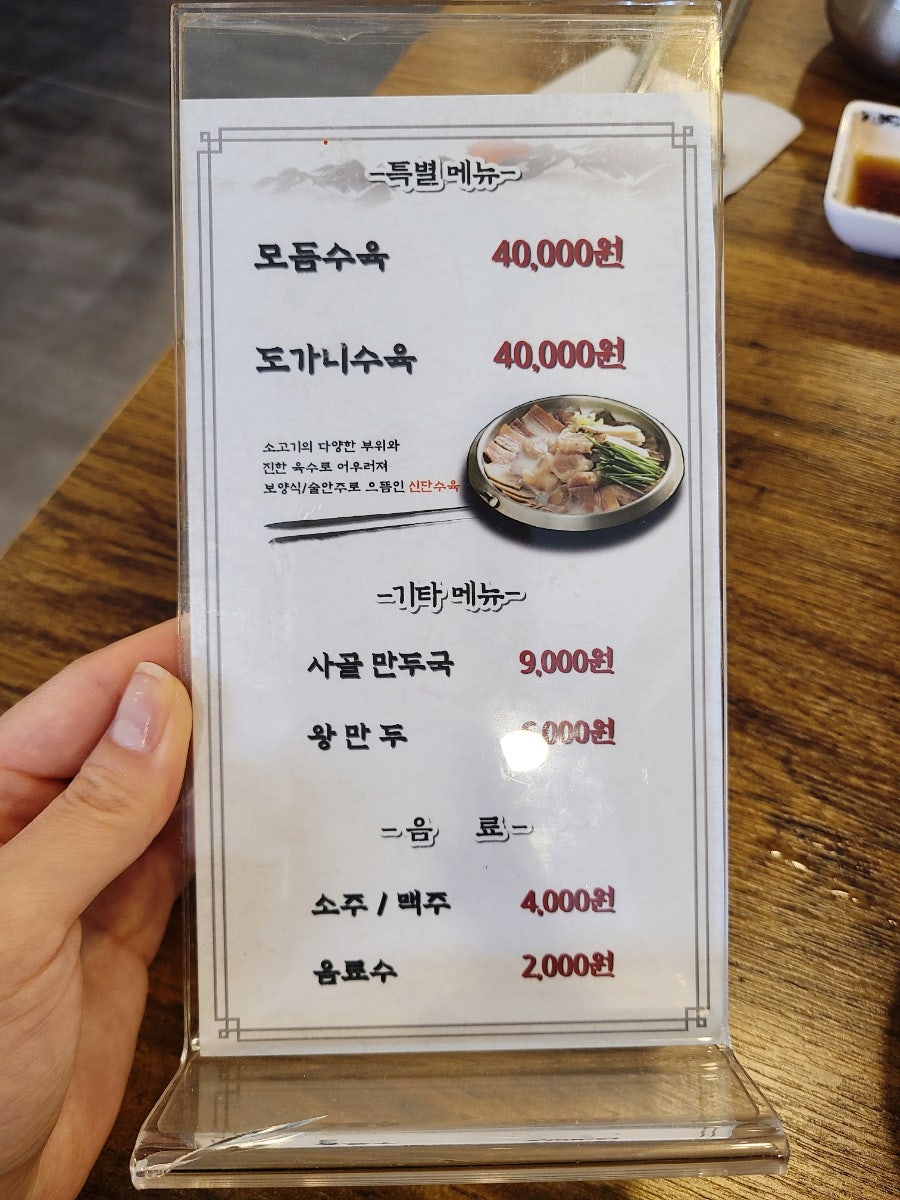 -특별 메뉴-
모듬수육 40,000원
도가니수육 40,000원
소고기의 다양한 부위와
진한 육수로 어우러져
보양식/술안주로 으뜸인 신단수육
-기타 메뉴-
사골 만두국 9,000원
왕 만 두
-음 료-
소주 / 맥주 4,000원
음료수 2,000원